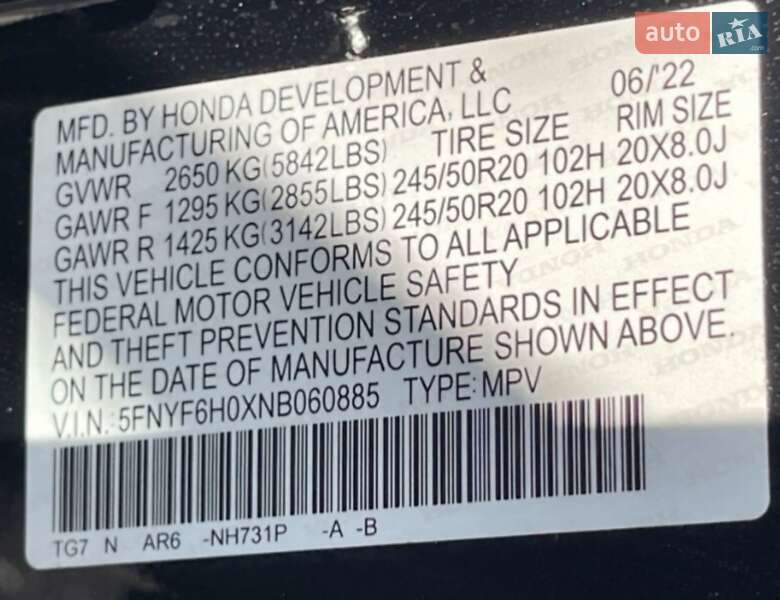 auto RIA.com
MFD. BY HONDA DEVELOPMENT &
MANUFACTURING OF AMERICA, LLC 06/'22
GVWR 2650 KG(5842LBS) TIRE SIZE RIM SIZE
GAWR F 1295 KG(2855LBS) 245/50R20 102H 20X8.0J
GAWR R 1425 KG(3142LBS) 245/50R20 102H 20X8.0J
THIS VEHICLE CONFORMS TO ALL APPLICABLE
FEDERAL MOTOR VEHICLE SAFETY
AND THEFT PREVENTION STANDARDS IN EFFECT
ON THE DATE OF MANUFACTURE SHOWN ABOVE.
V.I.N.:5FNYF6H0XNB060885 TYPE:MPV
TG7 N AR6 -NH731P -A -B